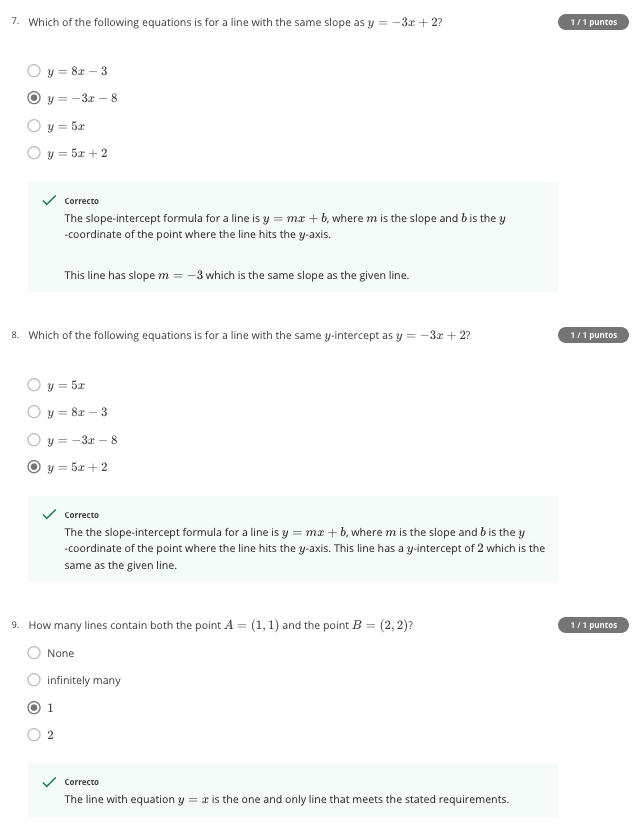 7. Which of the following equations is for a line with the same slope as y = −3x + 2?
1 / 1 puntos
y = 8x − 3
y = −3x − 8
y = 5x
y = 5x + 2
Correcto
The slope-intercept formula for a line is y = mx + b, where m is the slope and b is the y
-coordinate of the point where the line hits the y-axis.
This line has slope m = −3 which is the same slope as the given line.
8. Which of the following equations is for a line with the same y-intercept as y = −3x + 2?
1 / 1 puntos
y = 5x
y = 8x − 3
y = −3x − 8
y = 5x + 2
Correcto
The the slope-intercept formula for a line is y = mx + b, where m is the slope and b is the y
-coordinate of the point where the line hits the y-axis. This line has a y-intercept of 2 which is the
same as the given line.
9. How many lines contain both the point A = (1, 1) and the point B = (2, 2)?
1 / 1 puntos
None
infinitely many
1
2
Correcto
The line with equation y = x is the one and only line that meets the stated requirements.